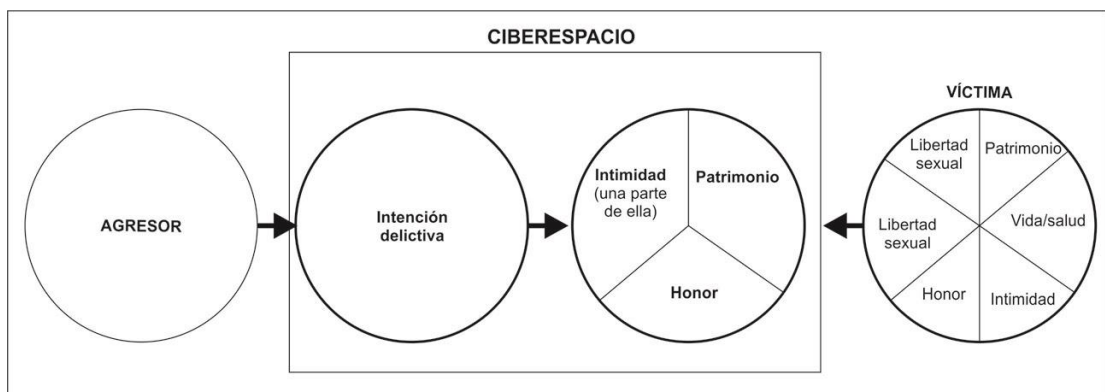 CIBERESPACIO
AGRESOR
Intención
delictiva
Intimidad
(una parte
de ella)
Patrimonio
Honor
VÍCTIMA
Libertad
sexual
Patrimonio
Libertad
sexual
Vida/salud
Honor
Intimidad